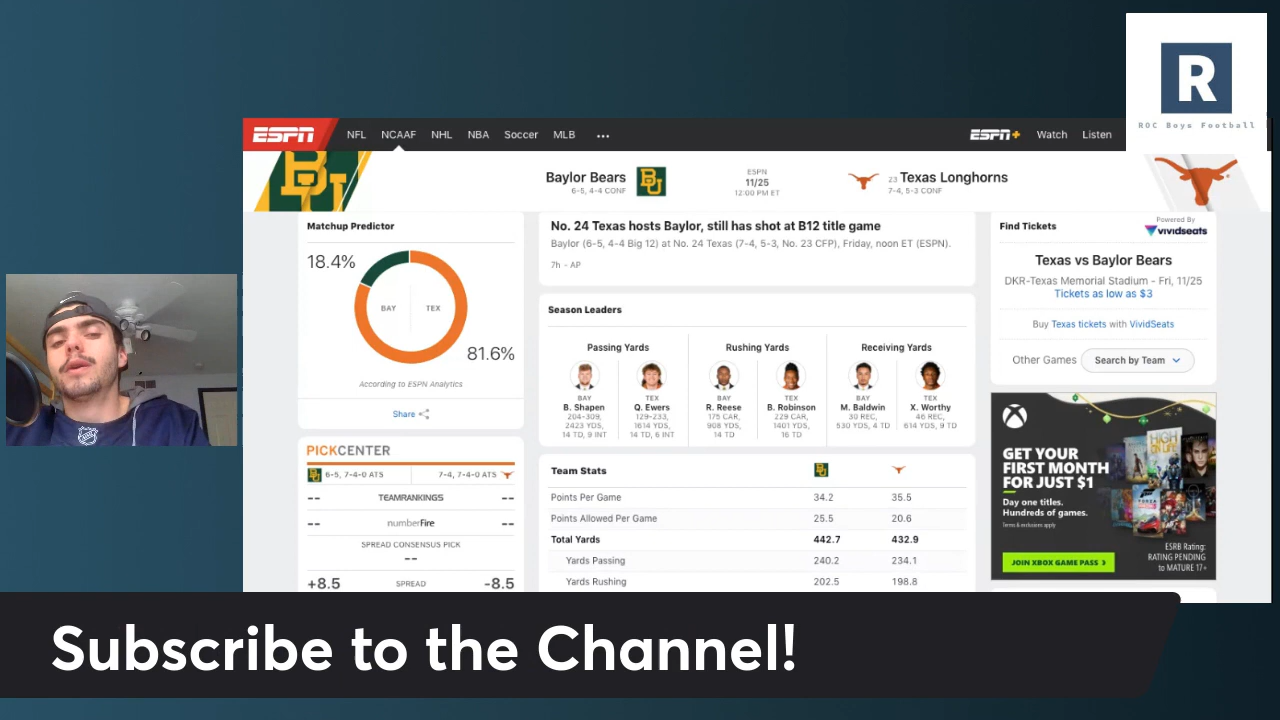 R
ROC Boys Football
ESPN NFL NCAAF NHL NBA Soccer MLB ... ESPN+ Watch Listen
Baylor Bears
6-5, 4-4 CONF
ESPN
11/25
12:00 PM ET
23 Texas Longhorns
7-4, 5-3 CONF
Matchup Predictor
18.4%
BAY TEX
81.6%
According to ESPN Analytics
Share
PICKCENTER
6-5, 7-4-0 ATS 7-4, 7-4-0 ATS
-- TEAMRANKINGS --
-- numberFire --
SPREAD CONSENSUS PICK
--
+8.5 SPREAD -8.5
No. 24 Texas hosts Baylor, still has shot at B12 title game
Baylor (6-5, 4-4 Big 12) at No. 24 Texas (7-4, 5-3, No. 23 CFP), Friday, noon ET (ESPN).
7h - AP
Season Leaders
Passing Yards Rushing Yards Receiving Yards
BAY TEX BAY TEX BAY TEX
B. Shapen Q. Ewers R. Reese B. Robinson M. Baldwin X. Worthy
204-309, 129-233, 175 CAR, 229 CAR, 30 REC, 46 REC,
2423 YDS, 1614 YDS, 908 YDS, 1401 YDS, 530 YDS, 4 TD 614 YDS, 9 TD
14 TD, 9 INT 14 TD, 6 INT 14 TD 16 TD
Team Stats
Points Per Game 34.2 35.5
Points Allowed Per Game 25.5 20.6
Total Yards 442.7 432.9
Yards Passing 240.2 234.1
Yards Rushing 202.5 198.8
Find Tickets
Powered By
vividseats
Texas vs Baylor Bears
DKR-Texas Memorial Stadium - Fri, 11/25
Tickets as low as $3
Buy Texas tickets with VividSeats
Other Games Search by Team
GET YOUR
FIRST MONTH
FOR JUST $1
Day one titles.
Hundreds of games.
Terms & exclusions apply
HIGH ON LIFE
FORZA
ESRB Rating:
RATING PENDING
to MATURE 17+
JOIN XBOX GAME PASS >
Subscribe to the Channel!